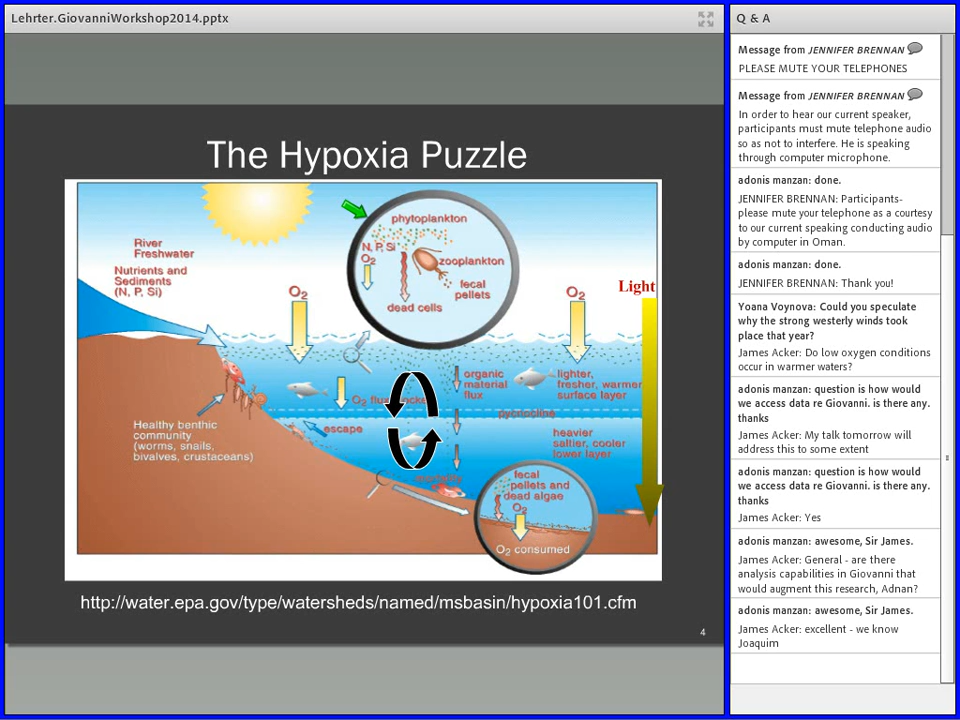 Lehrter.GiovanniWorkshop2014.pptx
The Hypoxia Puzzle
River
Freshwater
Nutrients and
Sediments
(N, P, Si)
O2
phytoplankton
N, P, Si
O2
zooplankton
fecal
pellets
dead cells
O2
Light
organic
material
flux
lighter,
fresher, warmer
surface layer
O2
pycnocline
escape
Healthy benthic
community
(worms, snails,
bivalves, crustaceans)
heavier
saltier, cooler
lower layer
fecal
pellets and
dead algae
O2
O2 consumed
http://water.epa.gov/type/watersheds/named/msbasin/hypoxia101.cfm
4
Q & A
Message from JENNIFER BRENNAN
PLEASE MUTE YOUR TELEPHONES
Message from JENNIFER BRENNAN
In order to hear our current speaker,
participants must mute telephone audio
so as not to interfere. He is speaking
through computer microphone.
adonis manzan: done.
JENNIFER BRENNAN: Participants-
please mute your telephone as a courtesy
to our current speaking conducting audio
by computer in Oman.
adonis manzan: done.
JENNIFER BRENNAN: Thank you!
Yoana Voynova: Could you speculate
why the strong westerly winds took
place that year?
James Acker: Do low oxygen conditions
occur in warmer waters?
adonis manzan: question is how would
we access data re Giovanni. is there any.
thanks
James Acker: My talk tomorrow will
address this to some extent
adonis manzan: question is how would
we access data re Giovanni. is there any.
thanks
James Acker: Yes
adonis manzan: awesome, Sir James.
James Acker: General - are there
analysis capabilities in Giovanni that
would augment this research, Adnan?
adonis manzan: awesome, Sir James.
James Acker: excellent - we know
Joaquim